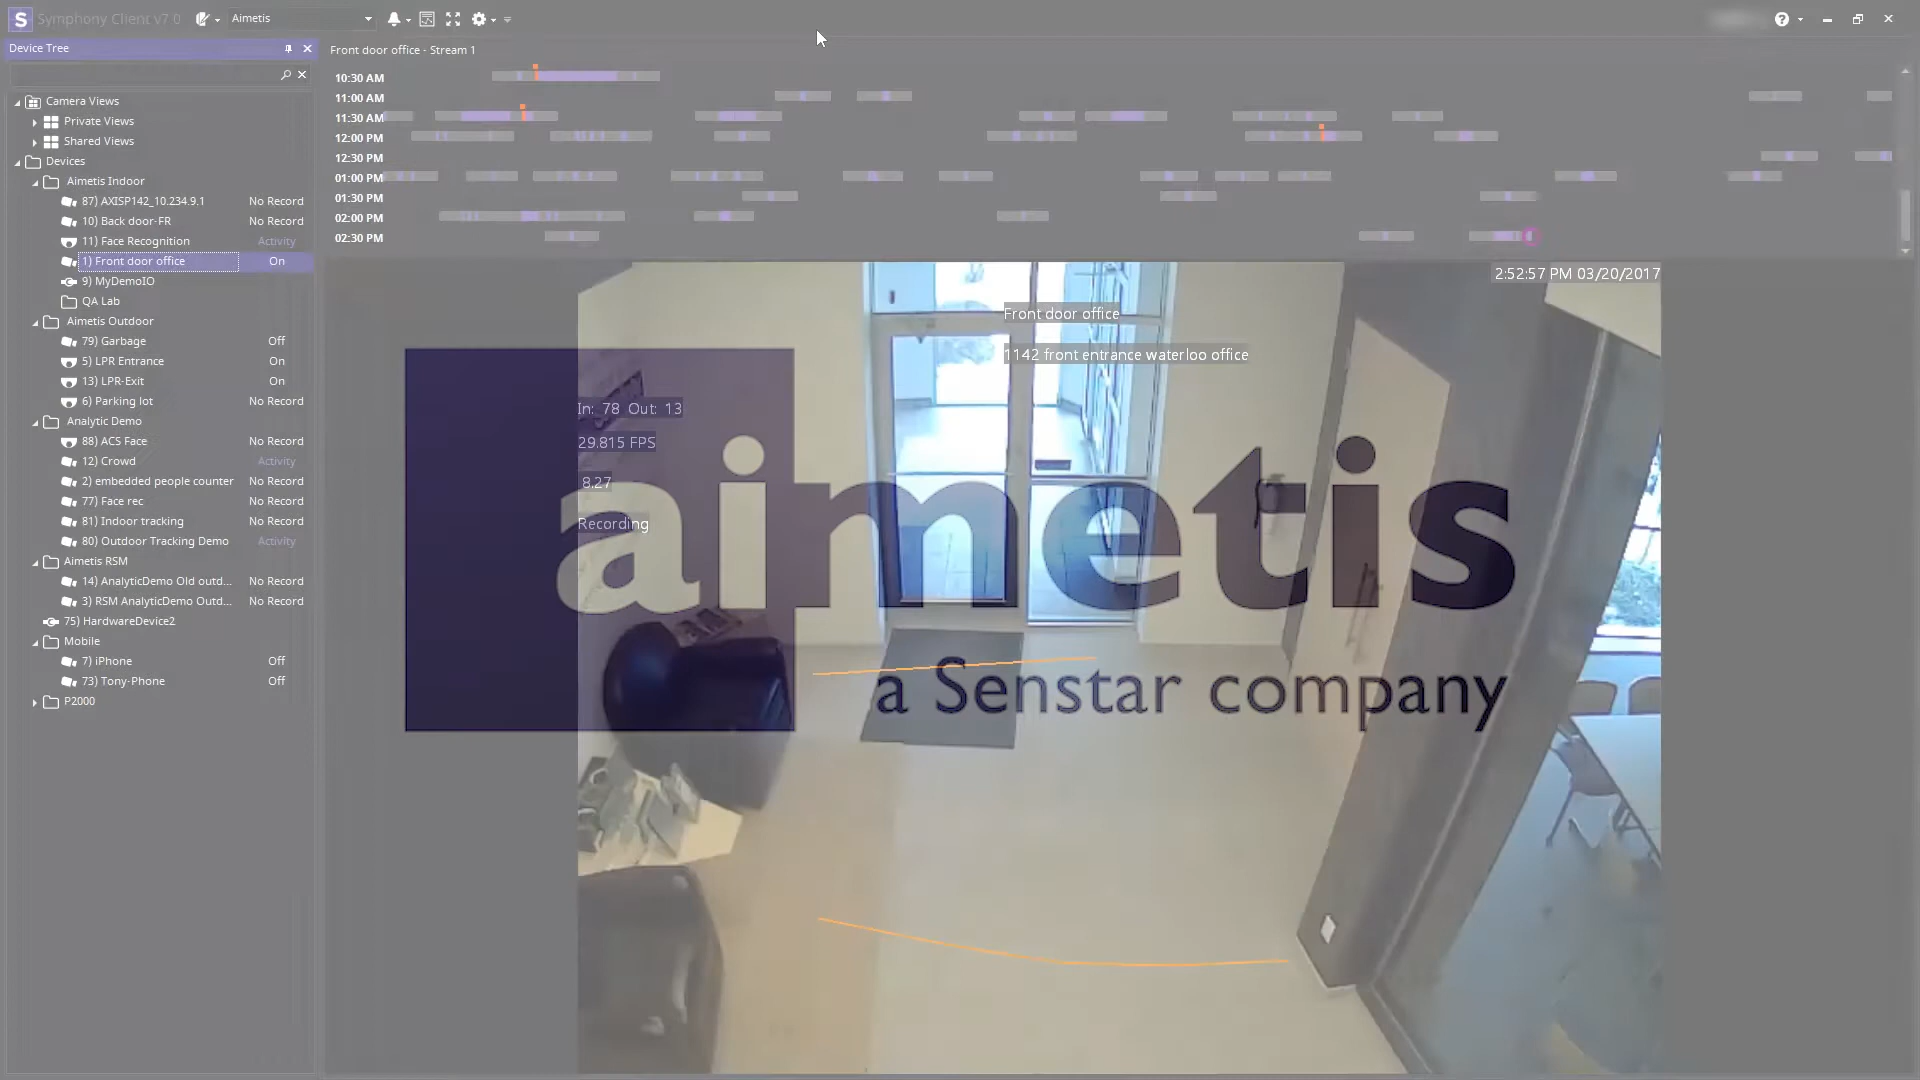 Symphony Client v7.0
Aimetis
Device Tree
Camera Views
Private Views
Shared Views
Devices
Aimetis Indoor
87) AXISP142_10.234.9.1 No Record
10) Back door-FR No Record
11) Face Recognition Activity
1) Front door office On
9) MyDemoIO
QA Lab
Aimetis Outdoor
79) Garbage Off
5) LPR Entrance On
13) LPR-Exit On
6) Parking lot No Record
Analytic Demo
88) ACS Face No Record
12) Crowd Activity
2) embedded people counter No Record
77) Face rec No Record
81) Indoor tracking No Record
80) Outdoor Tracking Demo Activity
Aimetis RSM
14) AnalyticDemo Old outd... No Record
3) RSM AnalyticDemo Outd... No Record
75) HardwareDevice2
Mobile
7) iPhone Off
73) Tony-Phone Off
P2000
Front door office - Stream 1
10:30 AM
11:00 AM
11:30 AM
12:00 PM
12:30 PM
01:00 PM
01:30 PM
02:00 PM
02:30 PM
2:52:57 PM 03/20/2017
Front door office
1142 front entrance waterloo office
In: 78 Out: 13
29.815 FPS
8.27
Recording
aimetis
a Senstar company